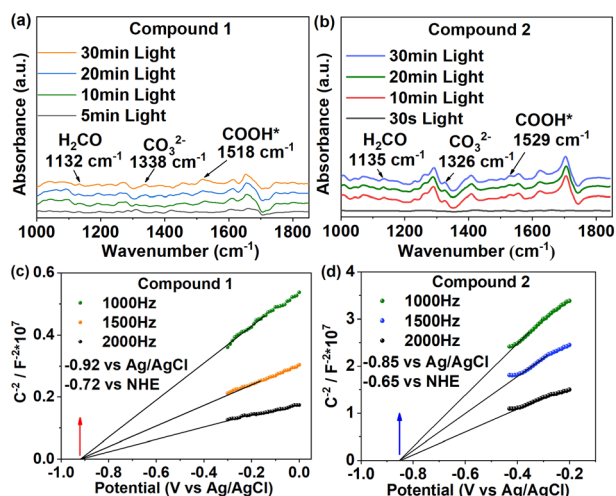 (a)
Compound 1
30min Light
20min Light
10min Light
5min Light
H₂CO
1132 cm⁻¹
CO₃²⁻
1338 cm⁻¹
COOH*
1518 cm⁻¹
Absorbance (a.u.)
1000 1200 1400 1600 1800
Wavenumber (cm⁻¹)
(b)
Compound 2
30min Light
20min Light
10min Light
30s Light
H₂CO
1135 cm⁻¹
CO₃²⁻
1326 cm⁻¹
COOH*
1529 cm⁻¹
Absorbance (a.u.)
1000 1200 1400 1600 1800
Wavenumber (cm⁻¹)
(c)
Compound 1
1000Hz
1500Hz
2000Hz
-0.92 vs Ag/AgCl
-0.72 vs NHE
C⁻² / F⁻²*10⁷
0.6
0.4
0.2
0.0
-1.0 -0.8 -0.6 -0.4 -0.2 0.0
Potential (V vs Ag/AgCl)
(d)
Compound 2
1000Hz
1500Hz
2000Hz
-0.85 vs Ag/AgCl
-0.65 vs NHE
C⁻² / F⁻²*10⁷
4
3
2
1
0
-1.0 -0.8 -0.6 -0.4 -0.2
Potential (V vs Ag/AgCl)